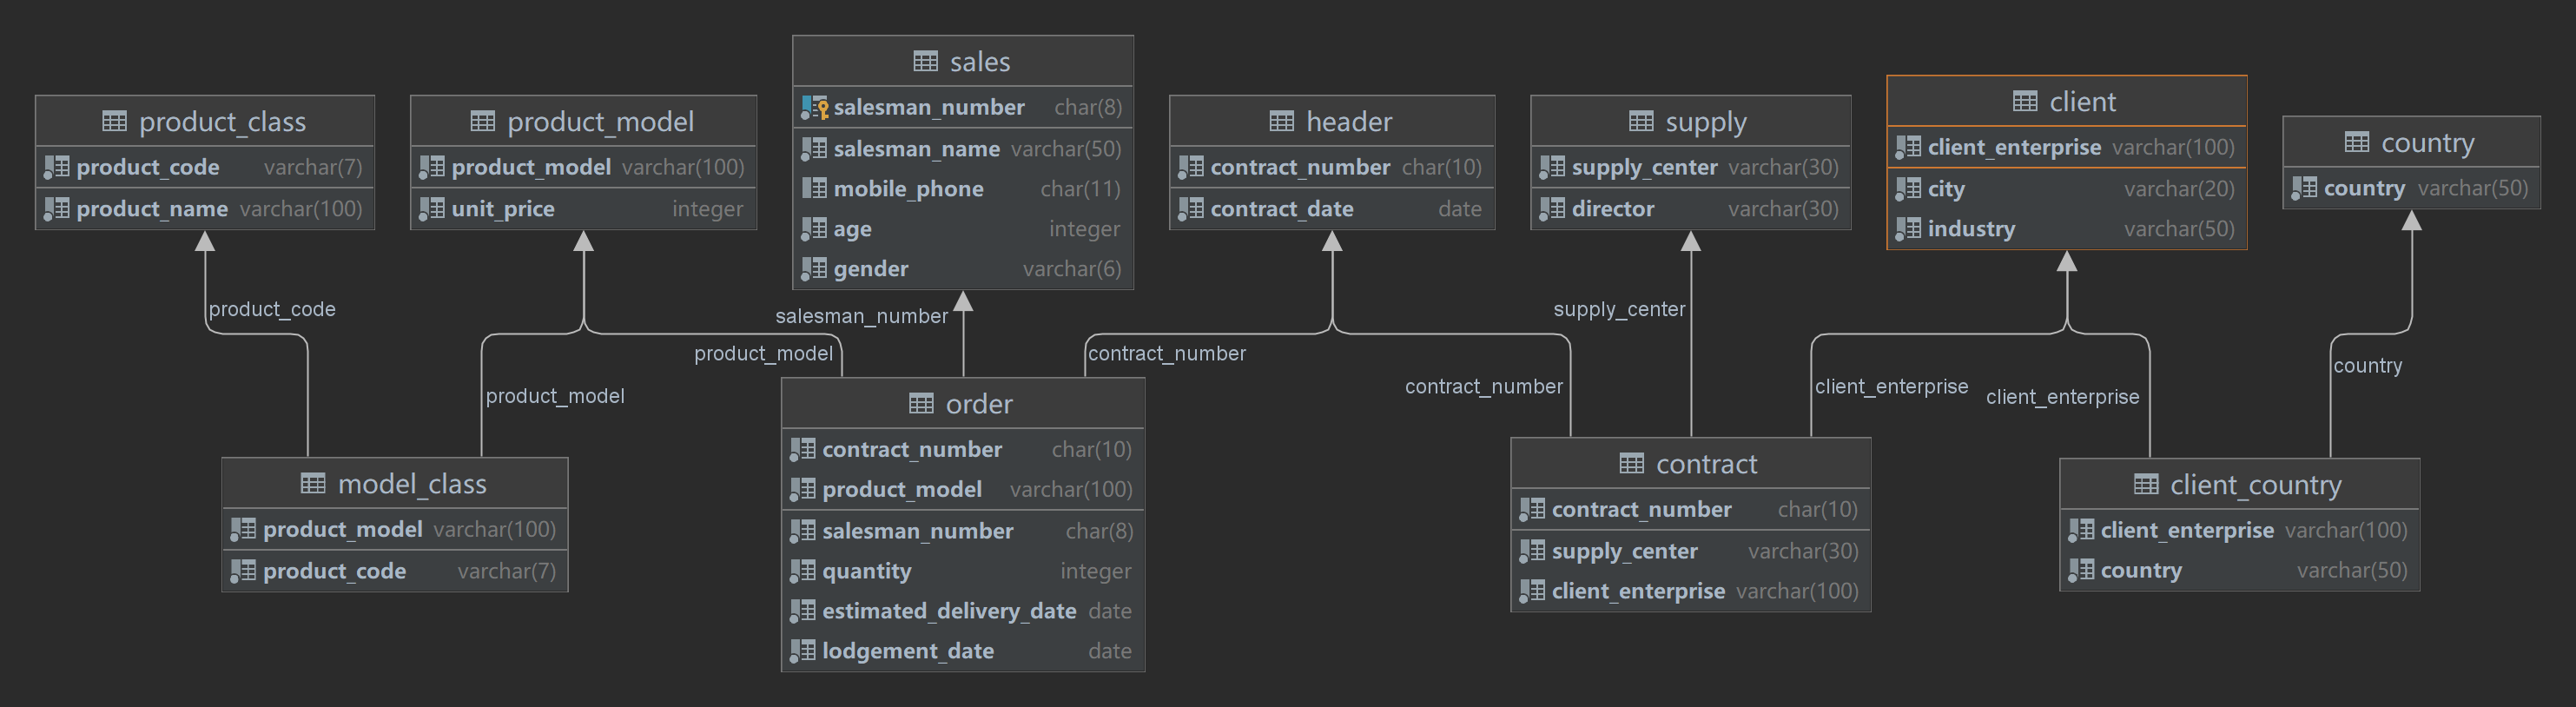 product_class
product_code varchar(7)
product_name varchar(100)
product_model
product_model varchar(100)
unit_price integer
sales
salesman_number char(8)
salesman_name varchar(50)
mobile_phone char(11)
age integer
gender varchar(6)
header
contract_number char(10)
contract_date date
supply
supply_center varchar(30)
director varchar(30)
client
client_enterprise varchar(100)
city varchar(20)
industry varchar(50)
country
country varchar(50)
product_code
product_model
product_model
salesman_number
contract_number
contract_number
supply_center
client_enterprise
client_enterprise
country
model_class
product_model varchar(100)
product_code varchar(7)
order
contract_number char(10)
product_model varchar(100)
salesman_number char(8)
quantity integer
estimated_delivery_date date
lodgement_date date
contract
contract_number char(10)
supply_center varchar(30)
client_enterprise varchar(100)
client_country
client_enterprise varchar(100)
country varchar(50)